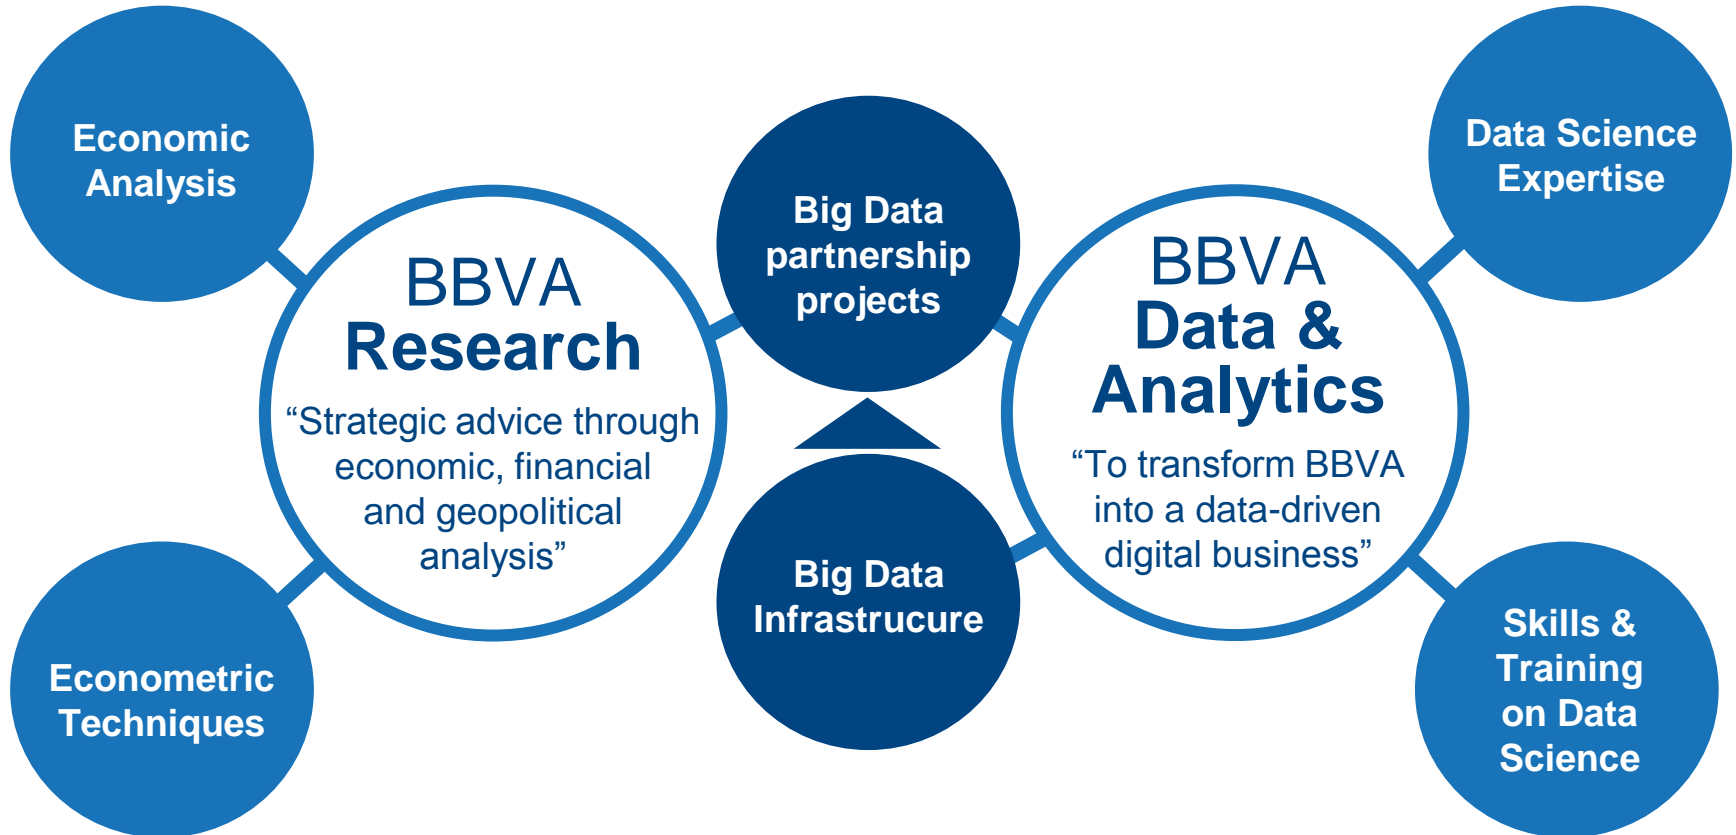 Economic
Analysis
Econometric
Techniques
BBVA
Research
“Strategic advice through
economic, financial
and geopolitical
analysis”
Big Data
partnership
projects
Big Data
Infrastrucure
BBVA
Data &
Analytics
“To transform BBVA
into a data-driven
digital business”
Data Science
Expertise
Skills &
Training
on Data
Science